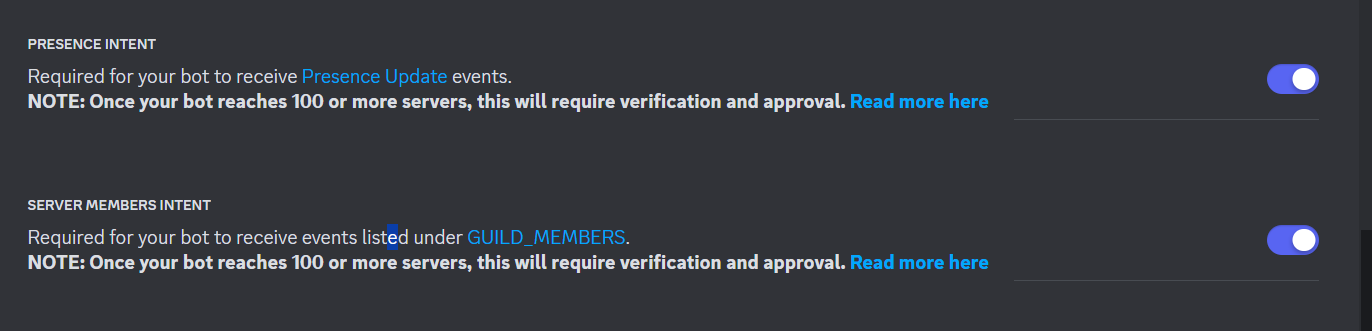 PRESENCE INTENT
Required for your bot to receive Presence Update events.
NOTE: Once your bot reaches 100 or more servers, this will require verification and approval. Read more here
SERVER MEMBERS INTENT
Required for your bot to receive events listed under GUILD_MEMBERS.
NOTE: Once your bot reaches 100 or more servers, this will require verification and approval. Read more here